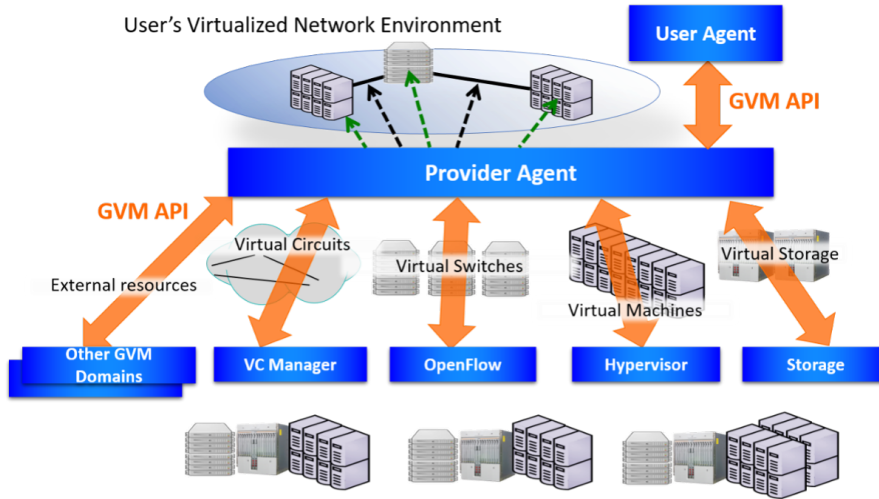 User's Virtualized Network Environment
User Agent
GVM API
Provider Agent
GVM API
Virtual Circuits
Virtual Switches
Virtual Storage
External resources
Virtual Machines
Other GVM
Domains
VC Manager
OpenFlow
Hypervisor
Storage